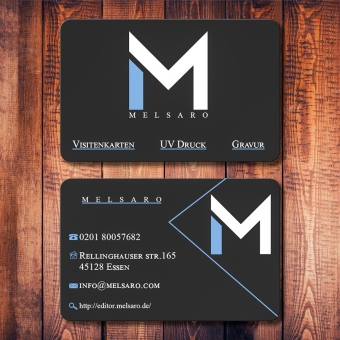 M
MELSARO
VISITENKARTEN UV DRUCK GRAVUR
MELSARO
M
0201 80057682
RELLINGHAUSER STR.165
45128 ESSEN
INFO@MELSARO.COM
http://editor.melsaro.de/